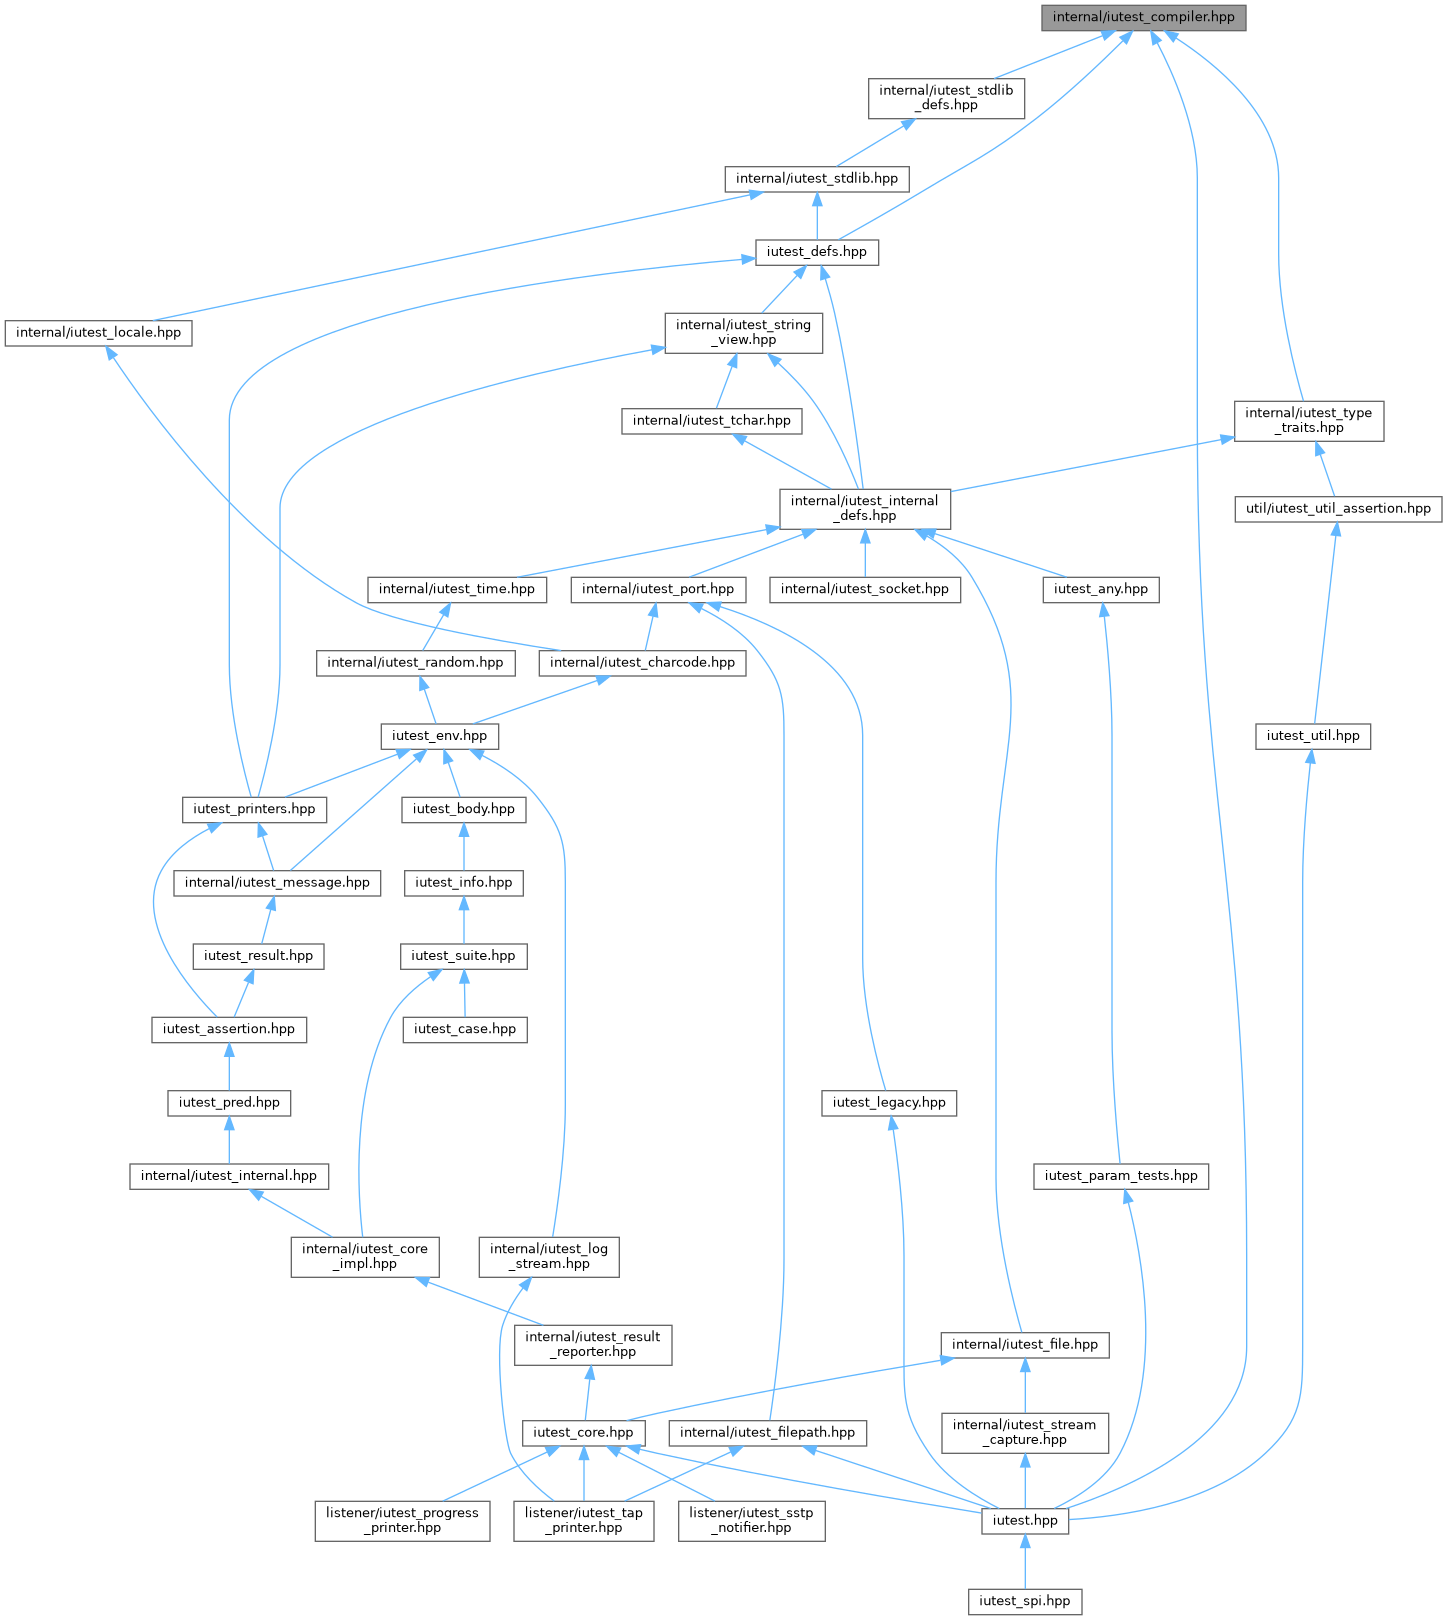 internal/iutest_compiler.hpp
internal/iutest_stdlib
_defs.hpp
internal/iutest_stdlib.hpp
iutest_defs.hpp
internal/iutest_locale.hpp
internal/iutest_string
_view.hpp
internal/iutest_tchar.hpp
internal/iutest_type
_traits.hpp
internal/iutest_internal
_defs.hpp
util/iutest_util_assertion.hpp
internal/iutest_time.hpp
internal/iutest_port.hpp
internal/iutest_socket.hpp
iutest_any.hpp
internal/iutest_random.hpp
internal/iutest_charcode.hpp
iutest_env.hpp
iutest_util.hpp
iutest_printers.hpp
iutest_body.hpp
internal/iutest_message.hpp
iutest_info.hpp
iutest_result.hpp
iutest_suite.hpp
iutest_assertion.hpp
iutest_case.hpp
iutest_pred.hpp
iutest_legacy.hpp
internal/iutest_internal.hpp
iutest_param_tests.hpp
internal/iutest_core
_impl.hpp
internal/iutest_log
_stream.hpp
internal/iutest_result
_reporter.hpp
internal/iutest_file.hpp
iutest_core.hpp
internal/iutest_filepath.hpp
internal/iutest_stream
_capture.hpp
listener/iutest_progress
_printer.hpp
listener/iutest_tap
_printer.hpp
listener/iutest_sstp
_notifier.hpp
iutest.hpp
iutest_spi.hpp